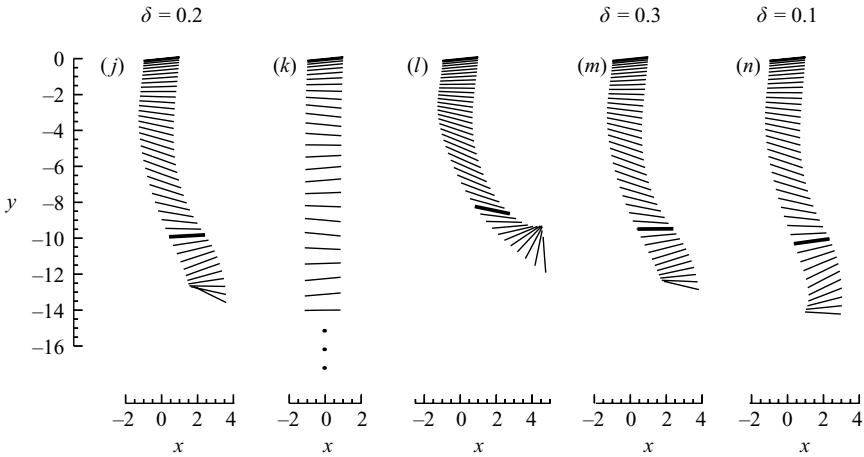 δ = 0.2 δ = 0.3 δ = 0.1
0 (j) (k) (l) (m) (n)
–2
–4
–6
–8
y
–10
–12
–14
–16
–2 0 2 4 –2 0 2 –2 0 2 4 –2 0 2 4 –2 0 2 4
x x x x x